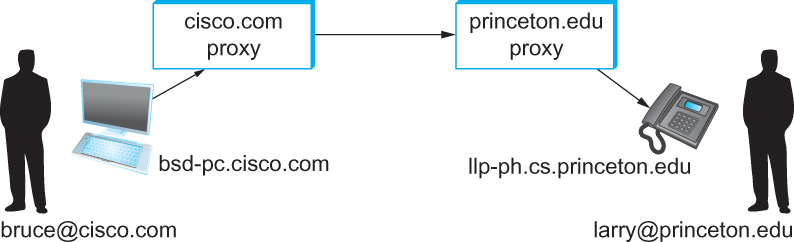 cisco.com
proxy
princeton.edu
proxy
bsd-pc.cisco.com
llp-ph.cs.princeton.edu
bruce@cisco.com
larry@princeton.edu